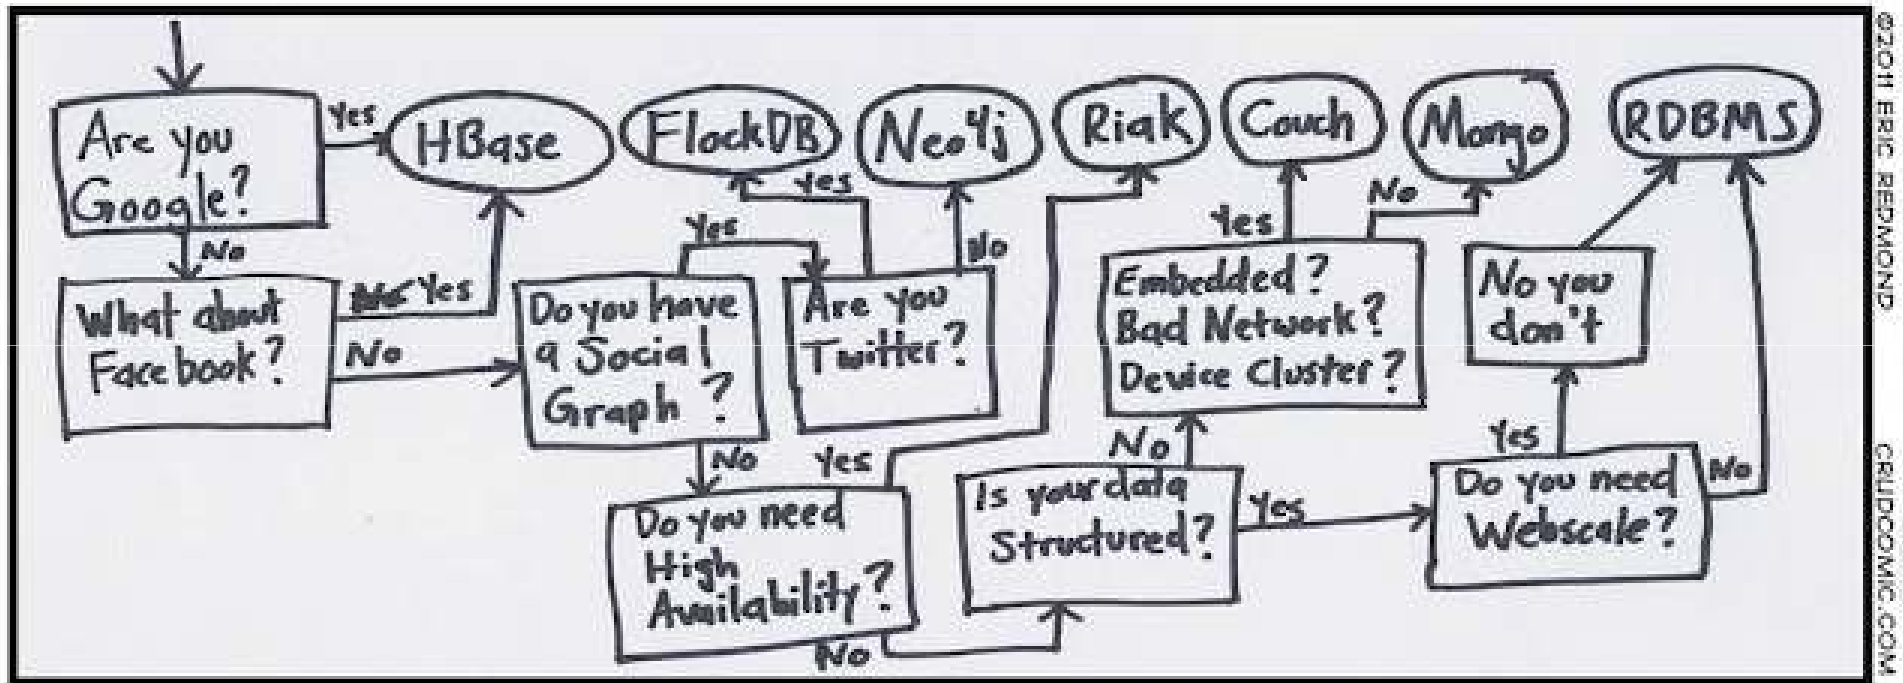 Are you
Google?
Yes
HBase
FlockDB
Neo4j
Riak
Couch
Mongo
RDBMS
No
What about
Facebook?
Yes
No
Do you have
a Social
Graph ?
Yes
Are you
Twitter?
Yes
No
No
Do you need
High
Availability?
Yes
No
Is your data
Structured?
No
Embedded?
Bad Network?
Device Cluster?
Yes
No
Yes
Do you need
Webscale?
Yes
No you
don't
No
©2011 ERIC REDMOND
CRUDCOMIC.COM